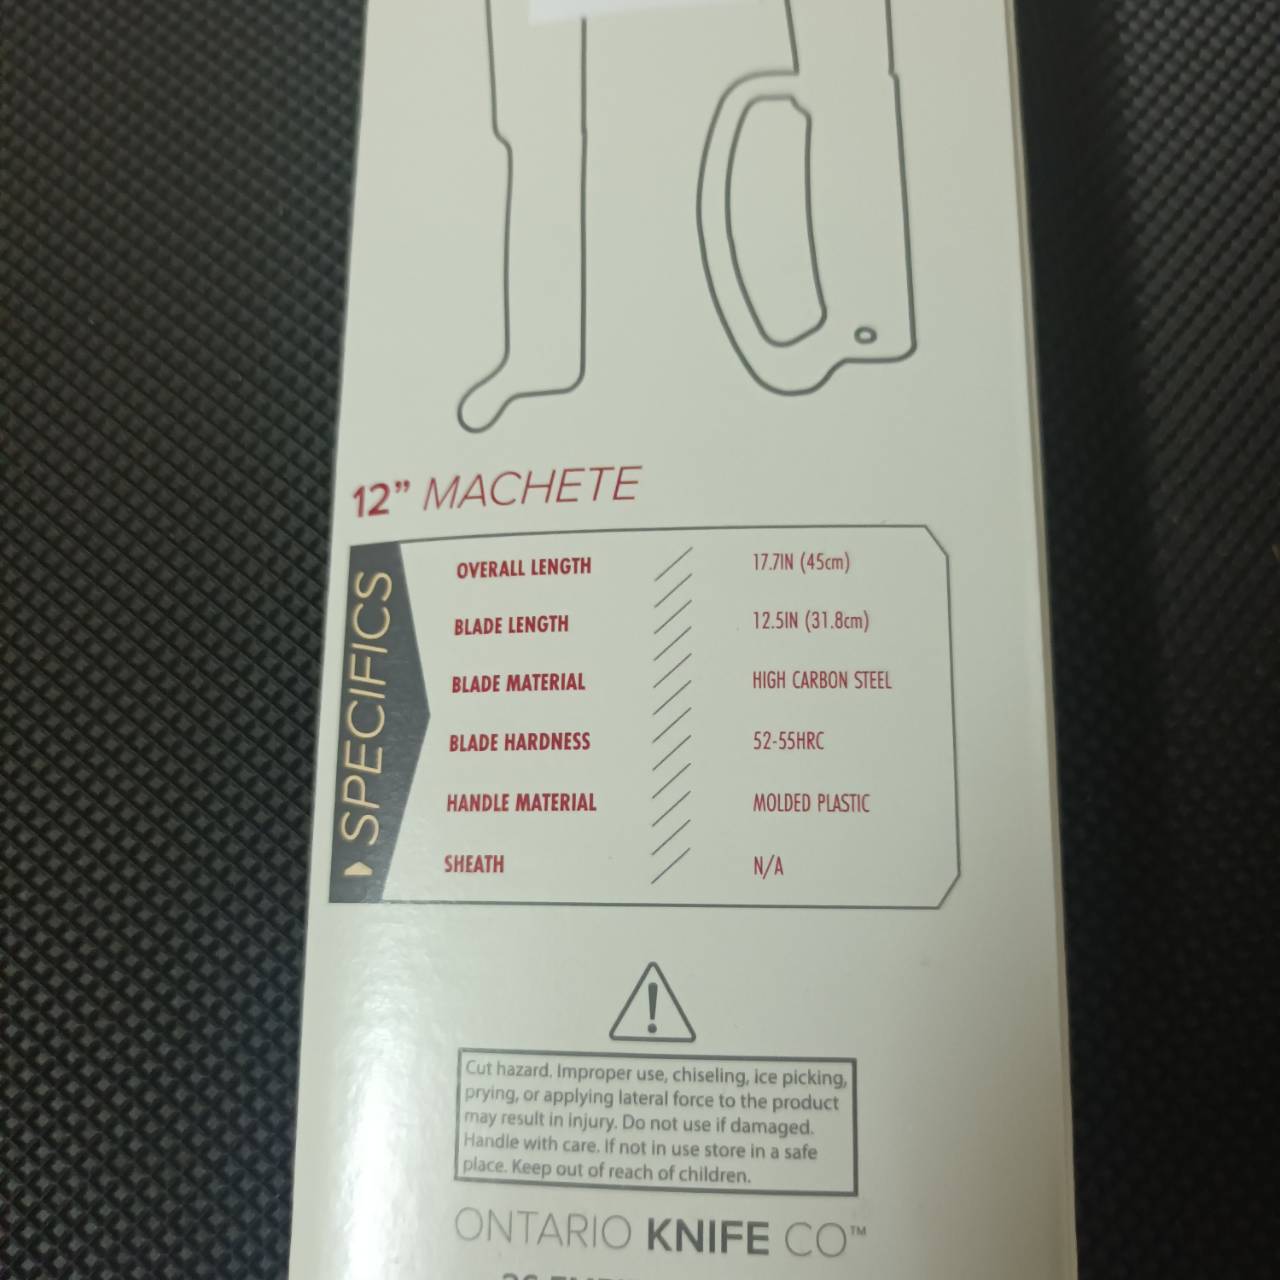 12” MACHETE
SPECIFICS
OVERALL LENGTH 17.7IN (45cm)
BLADE LENGTH 12.5IN (31.8cm)
BLADE MATERIAL HIGH CARBON STEEL
BLADE HARDNESS 52-55HRC
HANDLE MATERIAL MOLDED PLASTIC
SHEATH N/A
Cut hazard. Improper use, chiseling, ice picking,
prying, or applying lateral force to the product
may result in injury. Do not use if damaged.
Handle with care. If not in use store in a safe
place. Keep out of reach of children.
ONTARIO KNIFE CO™